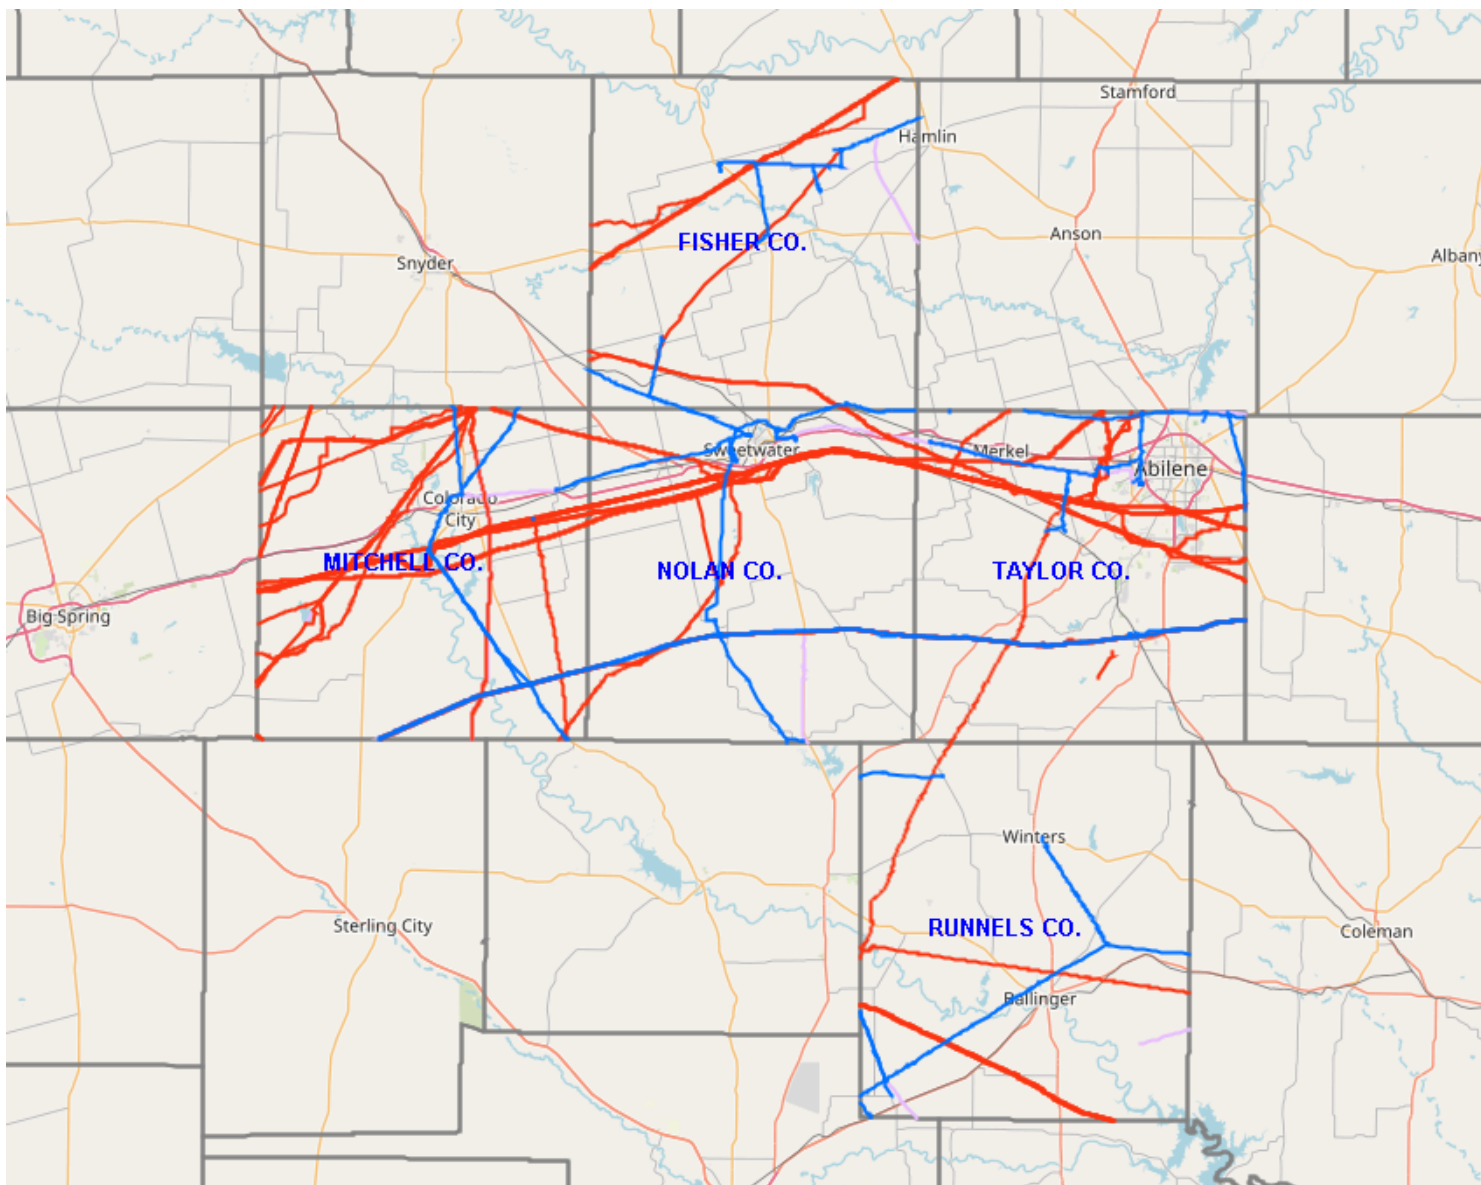 Stamford
Hamlin
Anson
FISHER CO.
Snyder
Albany
Sweetwater
Merkel
Abilene
Colorado
City
MITCHELL CO.
NOLAN CO.
TAYLOR CO.
Big Spring
Winters
Sterling City
RUNNELS CO.
Coleman
Ballinger